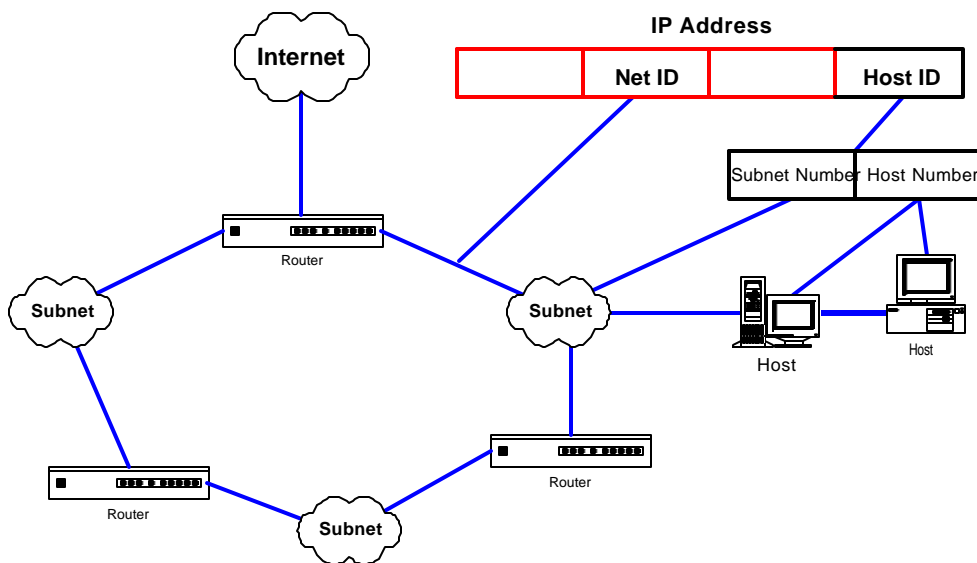 IP Address
Internet
Net ID
Host ID
Subnet Number
Host Number
Router
Subnet
Subnet
Host
Host
Router
Router
Subnet